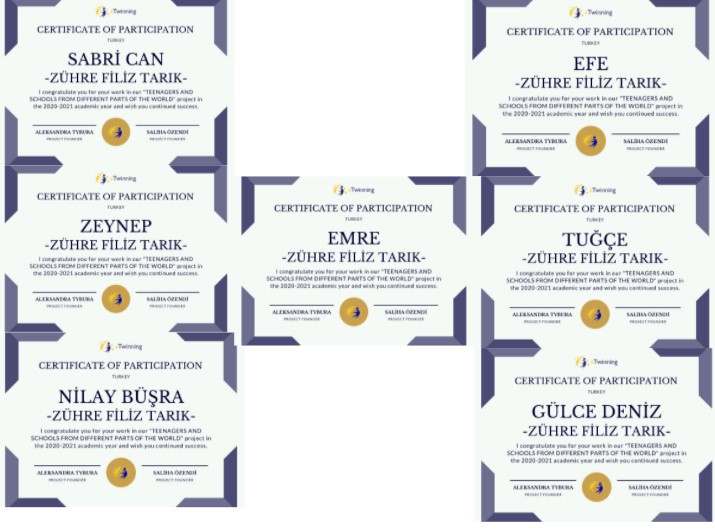 eTwinning
CERTIFICATE OF PARTICIPATION
TURKEY
SABRİ CAN
-ZÜHRE FİLİZ TARIK-
I congratulate you for your work in our "TEENAGERS AND
SCHOOLS FROM DIFFERENT PARTS OF THE WORLD" project in
the 2020-2021 academic year and wish you continued success.
ALEKSANDRA TYBURA SALİHA ÖZENDİ
PROJECT FOUNDER PROJECT FOUNDER
eTwinning
CERTIFICATE OF PARTICIPATION
TURKEY
ZEYNEP
-ZÜHRE FİLİZ TARIK-
I congratulate you for your work in our "TEENAGERS AND
SCHOOLS FROM DIFFERENT PARTS OF THE WORLD" project in
the 2020-2021 academic year and wish you continued success.
ALEKSANDRA TYBURA SALİHA ÖZENDİ
PROJECT FOUNDER PROJECT FOUNDER
eTwinning
CERTIFICATE OF PARTICIPATION
TURKEY
NİLAY BÜŞRA
-ZÜHRE FİLİZ TARIK-
I congratulate you for your work in our "TEENAGERS AND
SCHOOLS FROM DIFFERENT PARTS OF THE WORLD" project in
the 2020-2021 academic year and wish you continued success.
ALEKSANDRA TYBURA SALİHA ÖZENDİ
PROJECT FOUNDER PROJECT FOUNDER
eTwinning
CERTIFICATE OF PARTICIPATION
TURKEY
EMRE
-ZÜHRE FİLİZ TARIK-
I congratulate you for your work in our "TEENAGERS AND
SCHOOLS FROM DIFFERENT PARTS OF THE WORLD" project in
the 2020-2021 academic year and wish you continued success.
ALEKSANDRA TYBURA SALİHA ÖZENDİ
PROJECT FOUNDER PROJECT FOUNDER
eTwinning
CERTIFICATE OF PARTICIPATION
TURKEY
EFE
-ZÜHRE FİLİZ TARIK-
I congratulate you for your work in our "TEENAGERS AND
SCHOOLS FROM DIFFERENT PARTS OF THE WORLD" project in
the 2020-2021 academic year and wish you continued success.
ALEKSANDRA TYBURA SALİHA ÖZENDİ
PROJECT FOUNDER PROJECT FOUNDER
eTwinning
CERTIFICATE OF PARTICIPATION
TURKEY
TUĞÇE
-ZÜHRE FİLİZ TARIK-
I congratulate you for your work in our "TEENAGERS AND
SCHOOLS FROM DIFFERENT PARTS OF THE WORLD" project in
the 2020-2021 academic year and wish you continued success.
ALEKSANDRA TYBURA SALİHA ÖZENDİ
PROJECT FOUNDER PROJECT FOUNDER
eTwinning
CERTIFICATE OF PARTICIPATION
TURKEY
GÜLCE DENİZ
-ZÜHRE FİLİZ TARIK-
I congratulate you for your work in our "TEENAGERS AND
SCHOOLS FROM DIFFERENT PARTS OF THE WORLD" project in
the 2020-2021 academic year and wish you continued success.
ALEKSANDRA TYBURA SALİHA ÖZENDİ
PROJECT FOUNDER PROJECT FOUNDER